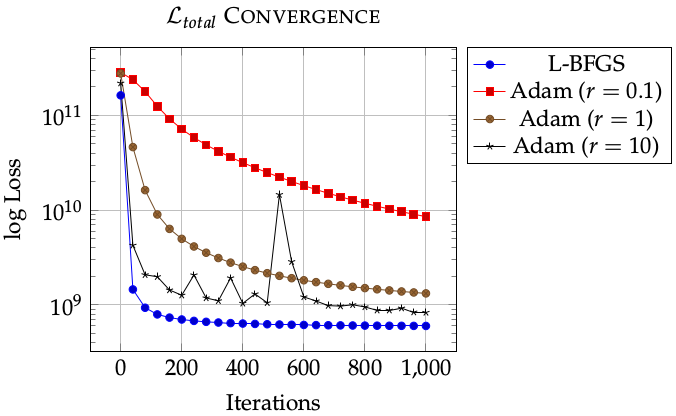 𝓛_total CONVERGENCE
L-BFGS
Adam (r = 0.1)
Adam (r = 1)
Adam (r = 10)
log Loss
10^11
10^10
10^9
0 200 400 600 800 1,000
Iterations